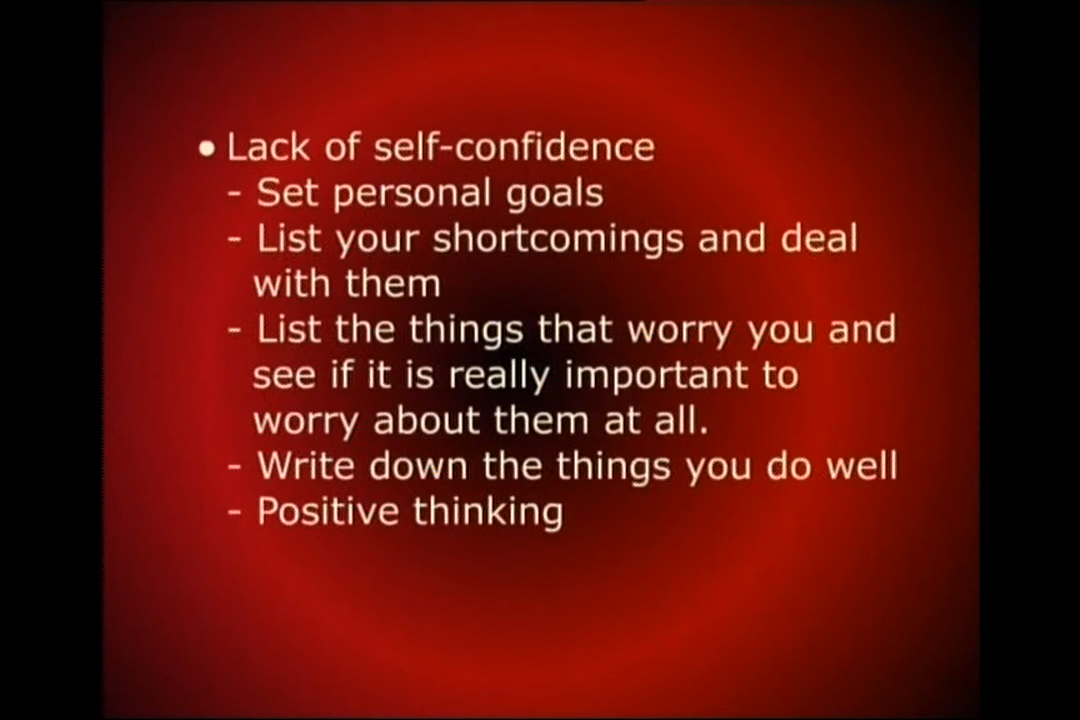 • Lack of self-confidence
- Set personal goals
- List your shortcomings and deal
with them
- List the things that worry you and
see if it is really important to
worry about them at all.
- Write down the things you do well
- Positive thinking